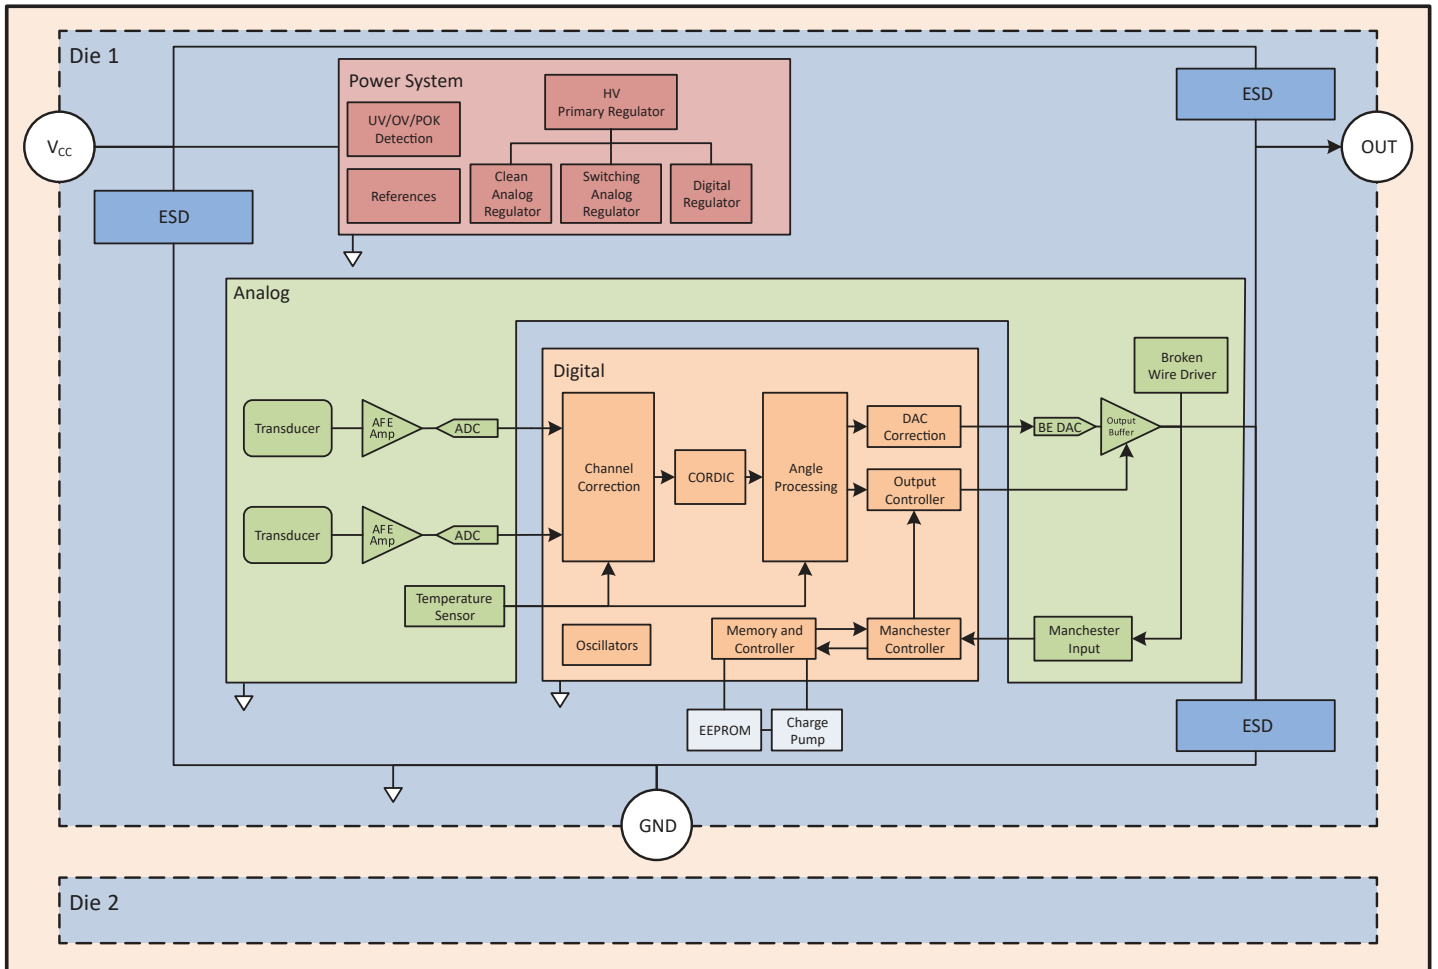 Die 1
Power System
HV
Primary Regulator
UV/OV/POK
Detection
References
Clean
Analog
Regulator
Switching
Analog
Regulator
Digital
Regulator
ESD
VCC
OUT
ESD
Analog
Digital
Broken
Wire Driver
Transducer
AFE
Amp
ADC
Channel
Correction
CORDIC
Angle
Processing
DAC
Correction
BE DAC
Output
Buffer
Output
Controller
Transducer
AFE
Amp
ADC
Temperature
Sensor
Oscillators
Memory and
Controller
Manchester
Controller
Manchester
Input
EEPROM
Charge
Pump
ESD
GND
Die 2